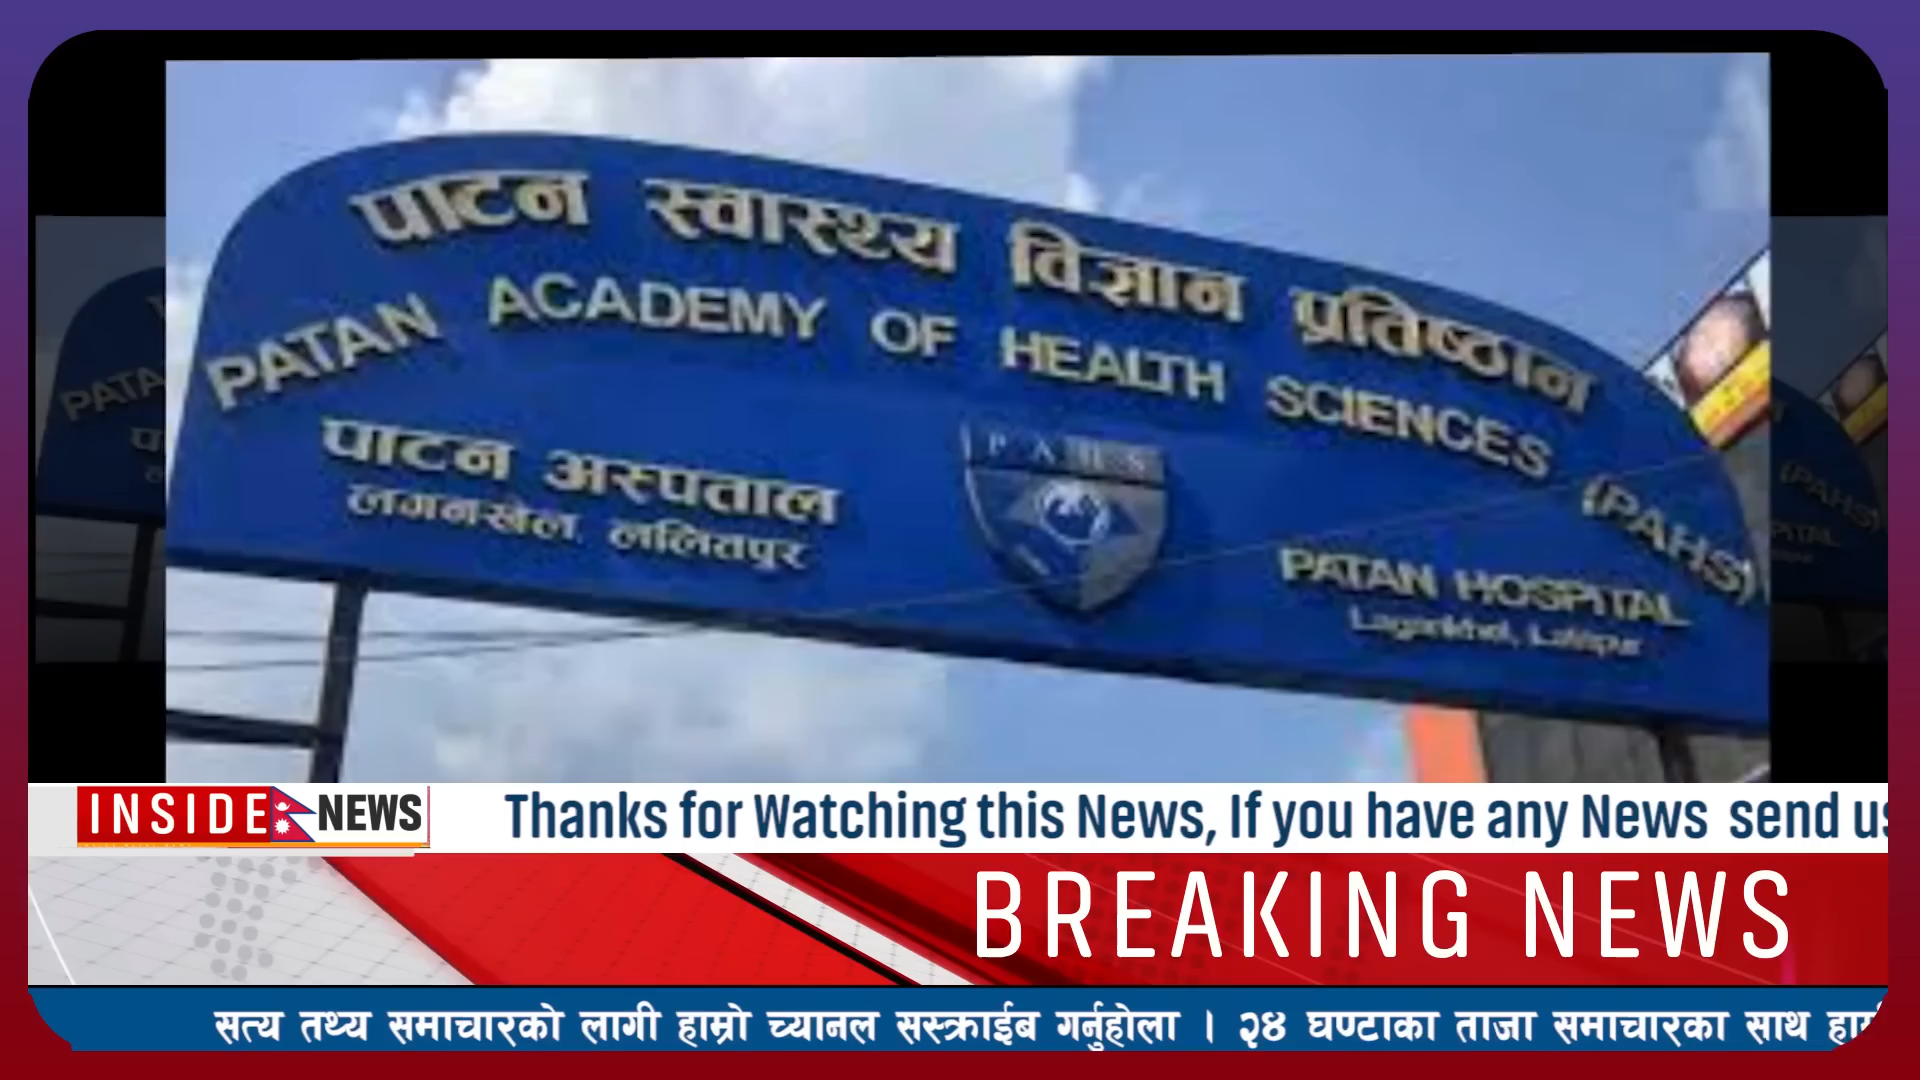 पाटन स्वास्थ्य विज्ञान प्रतिष्ठान
PATAN ACADEMY OF HEALTH SCIENCES (PAHS)
पाटन अस्पताल
लगनखेल, ललितपुर
PAHS
PATAN HOSPITAL
Lagankhel, Lalitpur
INSIDE NEWS
Thanks for Watching this News, If you have any News send us
BREAKING NEWS
सत्य तथ्य समाचारको लागी हाम्रो च्यानल सस्क्राईब गर्नुहोला । २४ घण्टाका ताजा समाचारका साथ